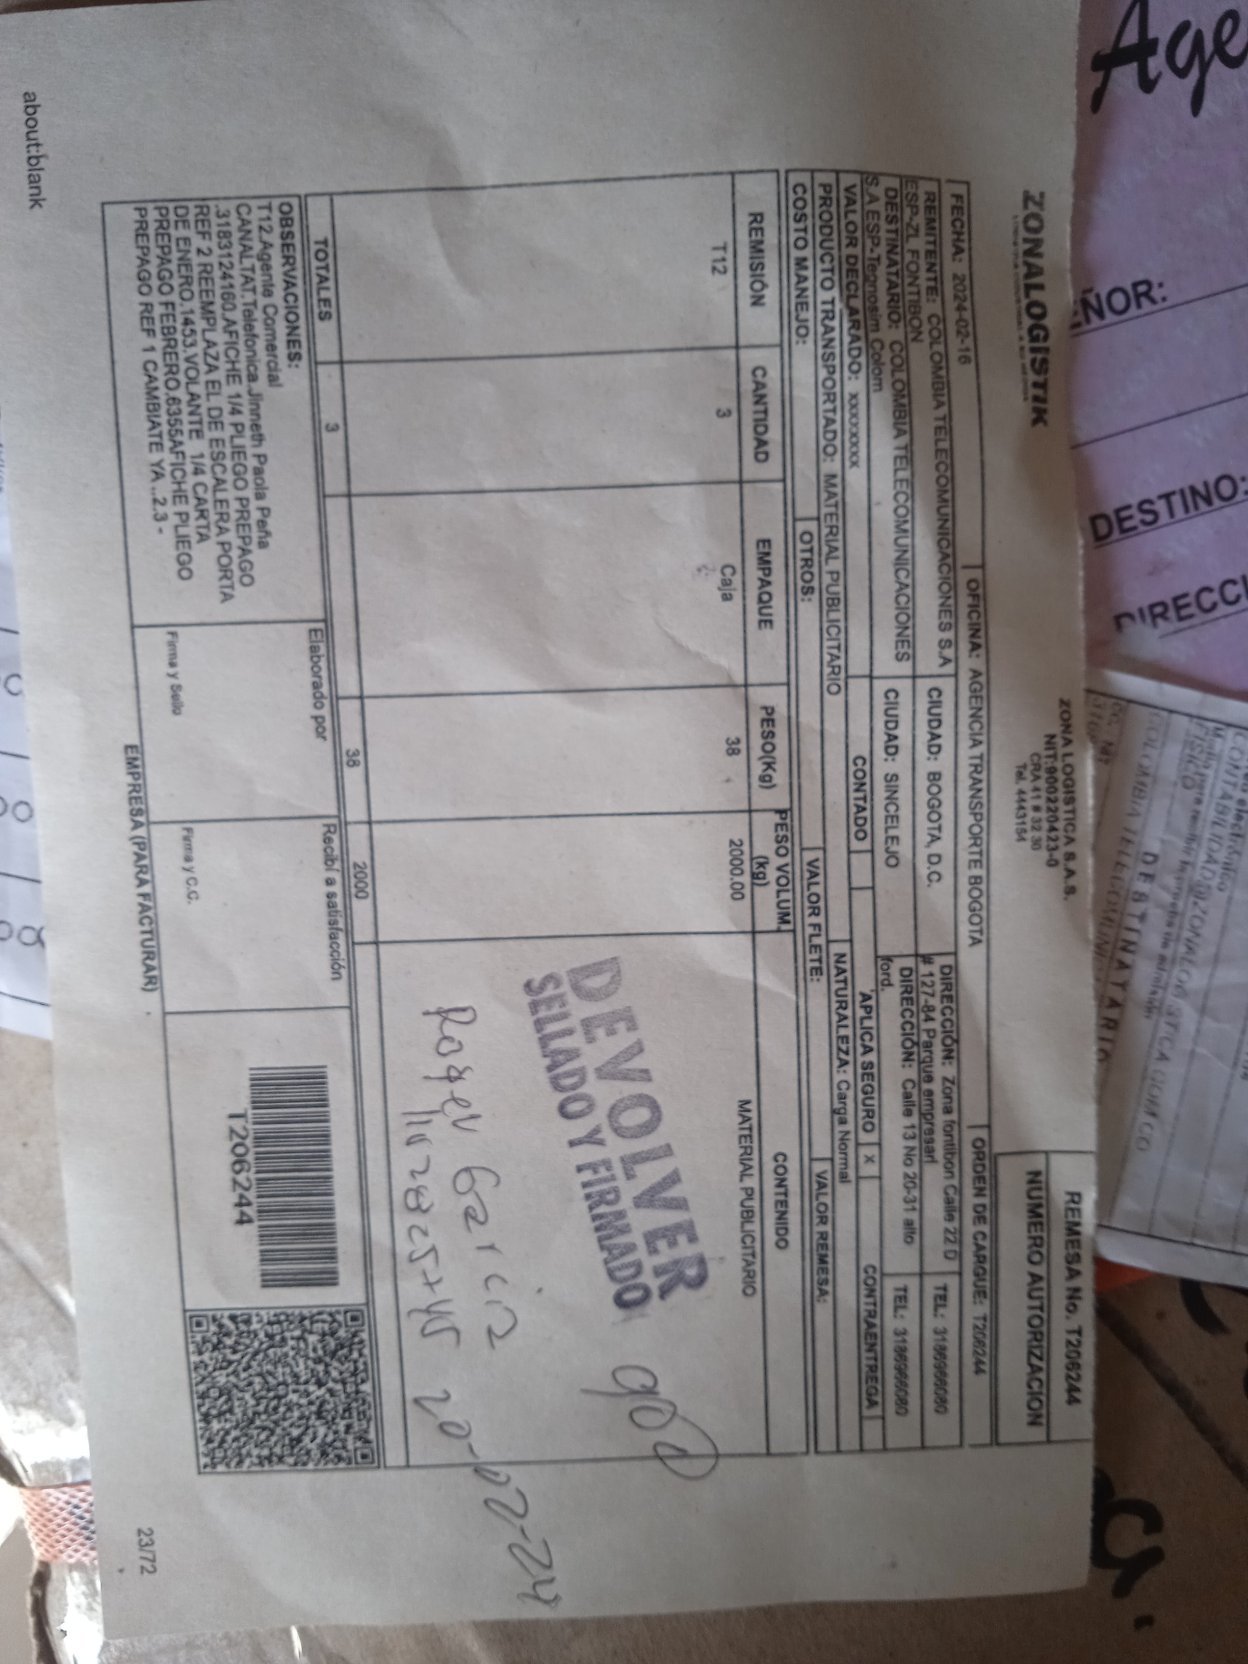 Age
EÑOR:
DESTINO:
DIRECCI
DESTINATARIO
ZONALOGISTIK
ZONA LOGISTICA S.A.S.
NIT:900220423-0
CRA 41 # 32 30
Tel. 4443154
REMESA No. T206244
NUMERO AUTORIZACION
FECHA: 2024-02-16 OFICINA: AGENCIA TRANSPORTE BOGOTA ORDEN DE CARGUE: T206244
REMITENTE: COLOMBIA TELECOMUNICACIONES S.A ESP-ZL FONTIBON CIUDAD: BOGOTA, D.C. DIRECCIÓN: Zona fontibon Calle 22 D # 127-84 Parque empresari TEL: 3186966080
DESTINATARIO: COLOMBIA TELECOMUNICACIONES S.A ESP-Tecnosim Colom CIUDAD: SINCELEJO DIRECCIÓN: Calle 13 No 20-31 alto ford. TEL: 3186966080
VALOR DECLARADO: xxxxxxxx CONTADO APLICA SEGURO X CONTRAENTREGA
PRODUCTO TRANSPORTADO: MATERIAL PUBLICITARIO NATURALEZA: Carga Normal
COSTO MANEJO: OTROS: VALOR FLETE: VALOR REMESA:
REMISIÓN CANTIDAD EMPAQUE PESO(Kg) PESO VOLUM. (kg) CONTENIDO
T12 3 Caja 38 2000.00 MATERIAL PUBLICITARIO
DEVOLVER
SELLADO Y FIRMADO
Roger Garcia
20-02-24
TOTALES 3 38 2000
OBSERVACIONES:
T12.Agente Comercial
CANALTAT.Telefonica.Jinneth Paola Peña
.3183124160.AFICHE 1/4 PLIEGO PREPAGO
REF 2 REEMPLAZA EL DE ESCALERA PORTA
DE ENERO.1453.VOLANTE 1/4 CARTA
PREPAGO FEBRERO.6355AFICHE PLIEGO
PREPAGO REF 1 CAMBIATE YA ..2.3 -
Elaborado por
Firma y Sello
Recibí a satisfacción
Firma y C.C.
T206244
EMPRESA (PARA FACTURAR)
about:blank
23/72